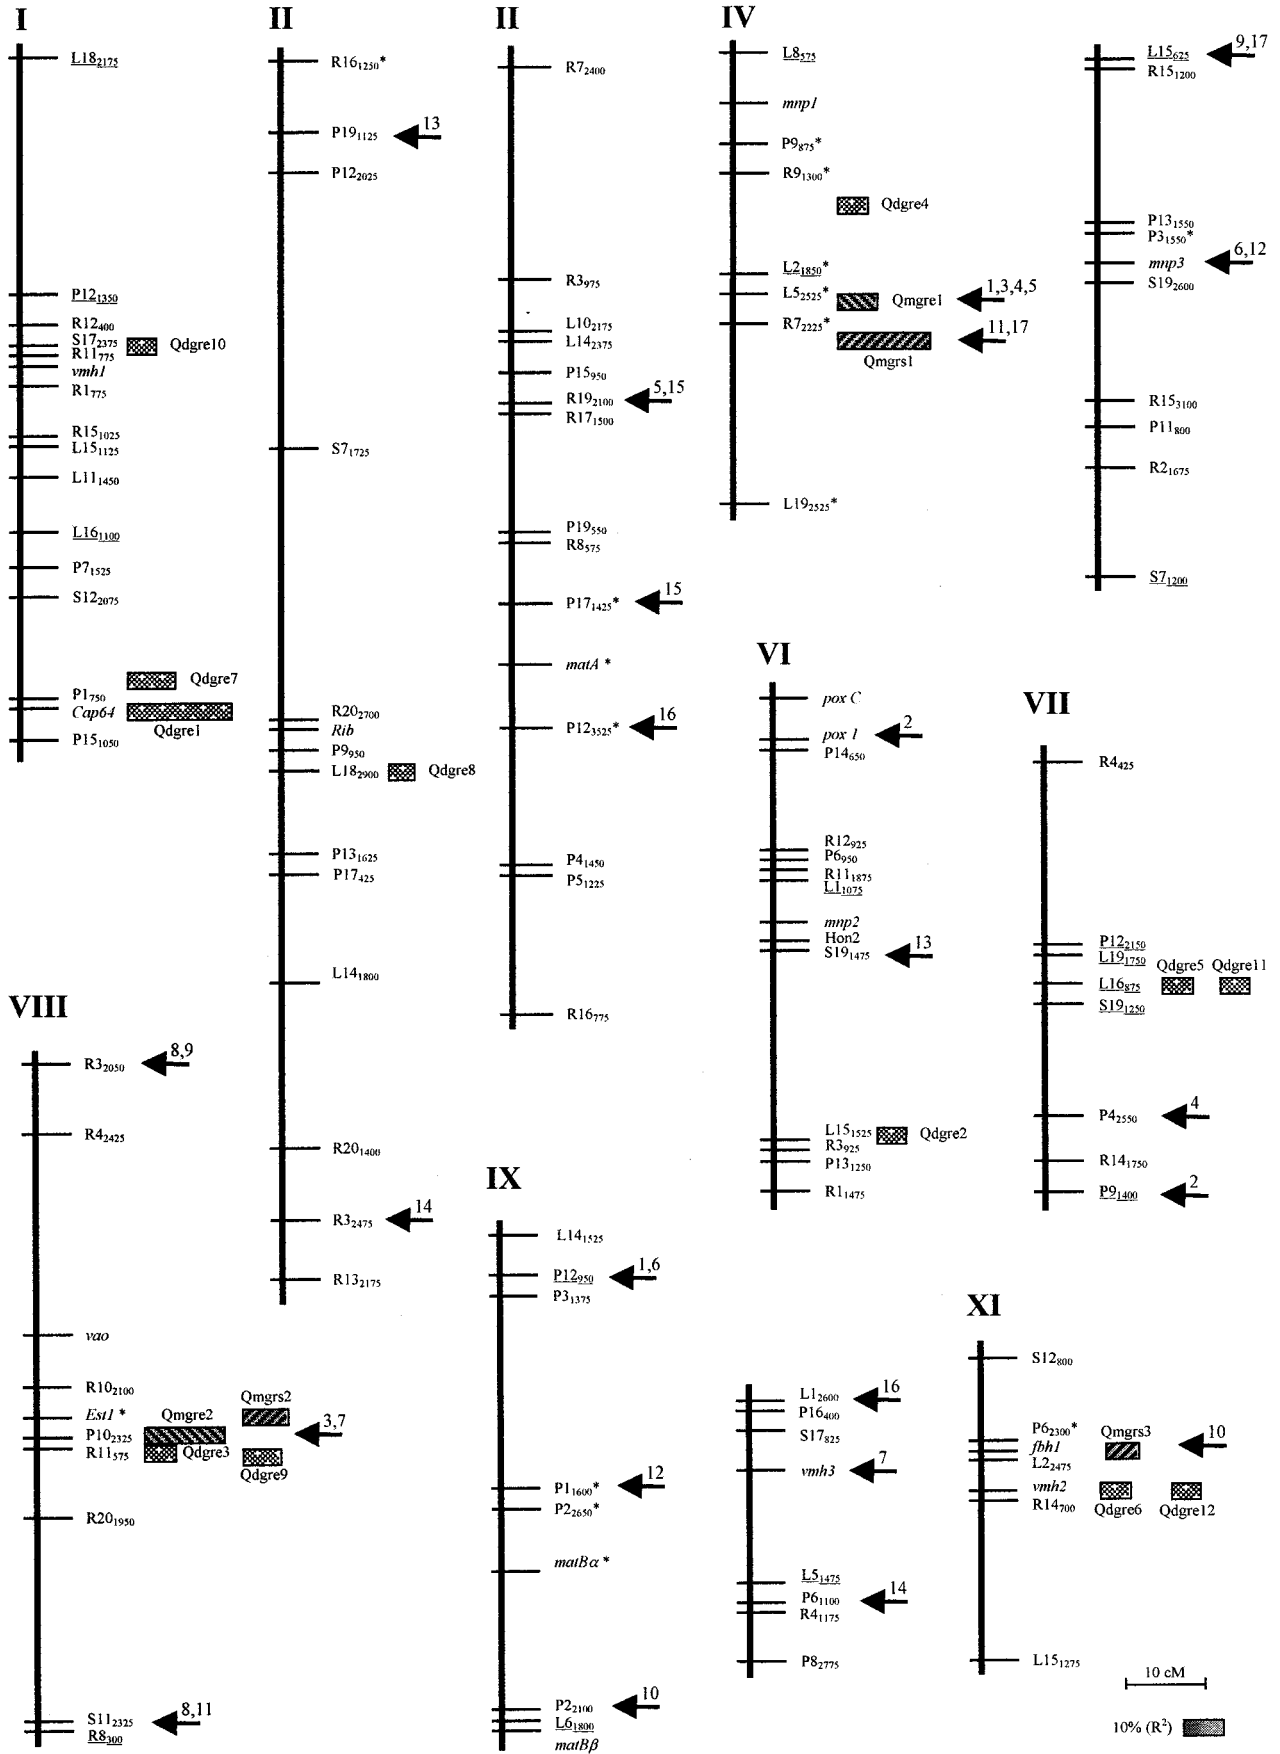 I
L18₂₁₇₅
P12₁₃₅₀
R12₄₀₀
S17₂₃₇₅
R11₇₇₅
Qdgre10
vmh1
R1₇₇₅
R15₁₀₂₅
L15₁₁₂₅
L11₁₄₅₀
L16₁₁₀₀
P7₁₅₂₅
S12₂₀₇₅
Qdgre7
P1₇₅₀
Cap64
Qdgre1
P15₁₀₅₀
II
R16₁₂₅₀*
P19₁₁₂₅
13
P12₂₀₂₅
S7₁₇₂₅
R20₂₇₀₀
Rib
P9₉₅₀
L18₂₉₀₀
Qdgre8
P13₁₆₂₅
P17₄₂₅
L14₁₈₀₀
R20₁₄₀₀
R3₂₄₇₅
14
R13₂₁₇₅
II
R7₂₄₀₀
R3₉₇₅
L10₂₁₇₅
L14₂₃₇₅
P15₉₅₀
R19₂₁₀₀
5,15
R17₁₅₀₀
P19₅₅₀
R8₅₇₅
P17₁₄₂₅*
15
matA *
P12₃₅₂₅*
16
P4₁₄₅₀
P5₁₂₂₅
R16₇₇₅
IV
L8₅₇₅
mnp1
P9₈₇₅*
R9₁₃₀₀*
Qdgre4
L2₁₈₅₀*
L5₂₅₂₅*
Qmgre1
1,3,4,5
R7₂₂₂₅*
11,17
Qmgrs1
L19₂₅₂₅*
L15₆₂₅
9,17
R15₁₂₀₀
P13₁₅₅₀
P3₁₅₅₀*
mnp3
6,12
S19₂₆₀₀
R15₃₁₀₀
P11₈₀₀
R2₁₆₇₅
S7₁₂₀₀
VI
pox C
pox 1
2
P14₆₅₀
R12₉₂₅
P6₉₅₀
R11₁₈₇₅
L1₁₀₇₅
mnp2
Hon2
S19₁₄₇₅
13
L15₁₅₂₅
Qdgre2
R3₉₂₅
P13₁₂₅₀
R1₁₄₇₅
VII
R4₄₂₅
P12₂₁₅₀
L19₁₇₅₀
Qdgre5 Qdgre11
L16₈₇₅
S19₁₂₅₀
P4₂₅₅₀
4
R14₁₇₅₀
P9₁₄₀₀
2
VIII
R3₂₀₅₀
8,9
R4₂₄₂₅
vao
R10₂₁₀₀
Qmgrs2
Est1 *
Qmgre2
P10₂₃₂₅
3,7
R11₅₇₅
Qdgre3
Qdgre9
R20₁₉₅₀
S11₂₃₂₅
8,11
R8₃₀₀
IX
L14₁₅₂₅
P12₉₅₀
1,6
P3₁₃₇₅
P1₁₆₀₀*
12
P2₂₆₅₀*
matBα *
P2₂₁₀₀
10
L6₁₈₀₀
matBβ
L1₂₆₀₀
16
P16₄₀₀
S17₈₂₅
vmh3
7
L5₁₄₇₅
P6₁₁₀₀
14
R4₁₁₇₅
P8₂₇₇₅
XI
S12₈₀₀
P6₂₃₀₀*
Qmgrs3
10
fbh1
L2₂₄₇₅
vmh2
R14₇₀₀
Qdgre6 Qdgre12
L15₁₂₇₅
10 cM
10% (R²)